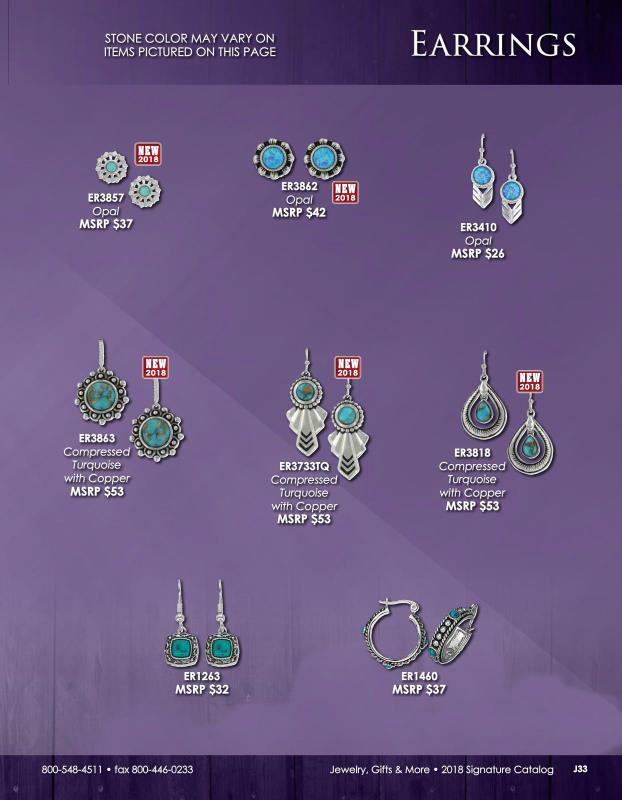 STONE COLOR MAY VARY ON
ITEMS PICTURED ON THIS PAGE
EARRINGS
NEW
2018
ER3857
Opal
MSRP $37
ER3862
Opal
MSRP $42
NEW
2018
ER3410
Opal
MSRP $26
NEW
2018
ER3863
Compressed
Turquoise
with Copper
MSRP $53
NEW
2018
ER3733TQ
Compressed
Turquoise
with Copper
MSRP $53
NEW
2018
ER3818
Compressed
Turquoise
with Copper
MSRP $53
ER1263
MSRP $32
ER1460
MSRP $37
800-548-4511 • fax 800-446-0233
Jewelry, Gifts & More • 2018 Signature Catalog J33